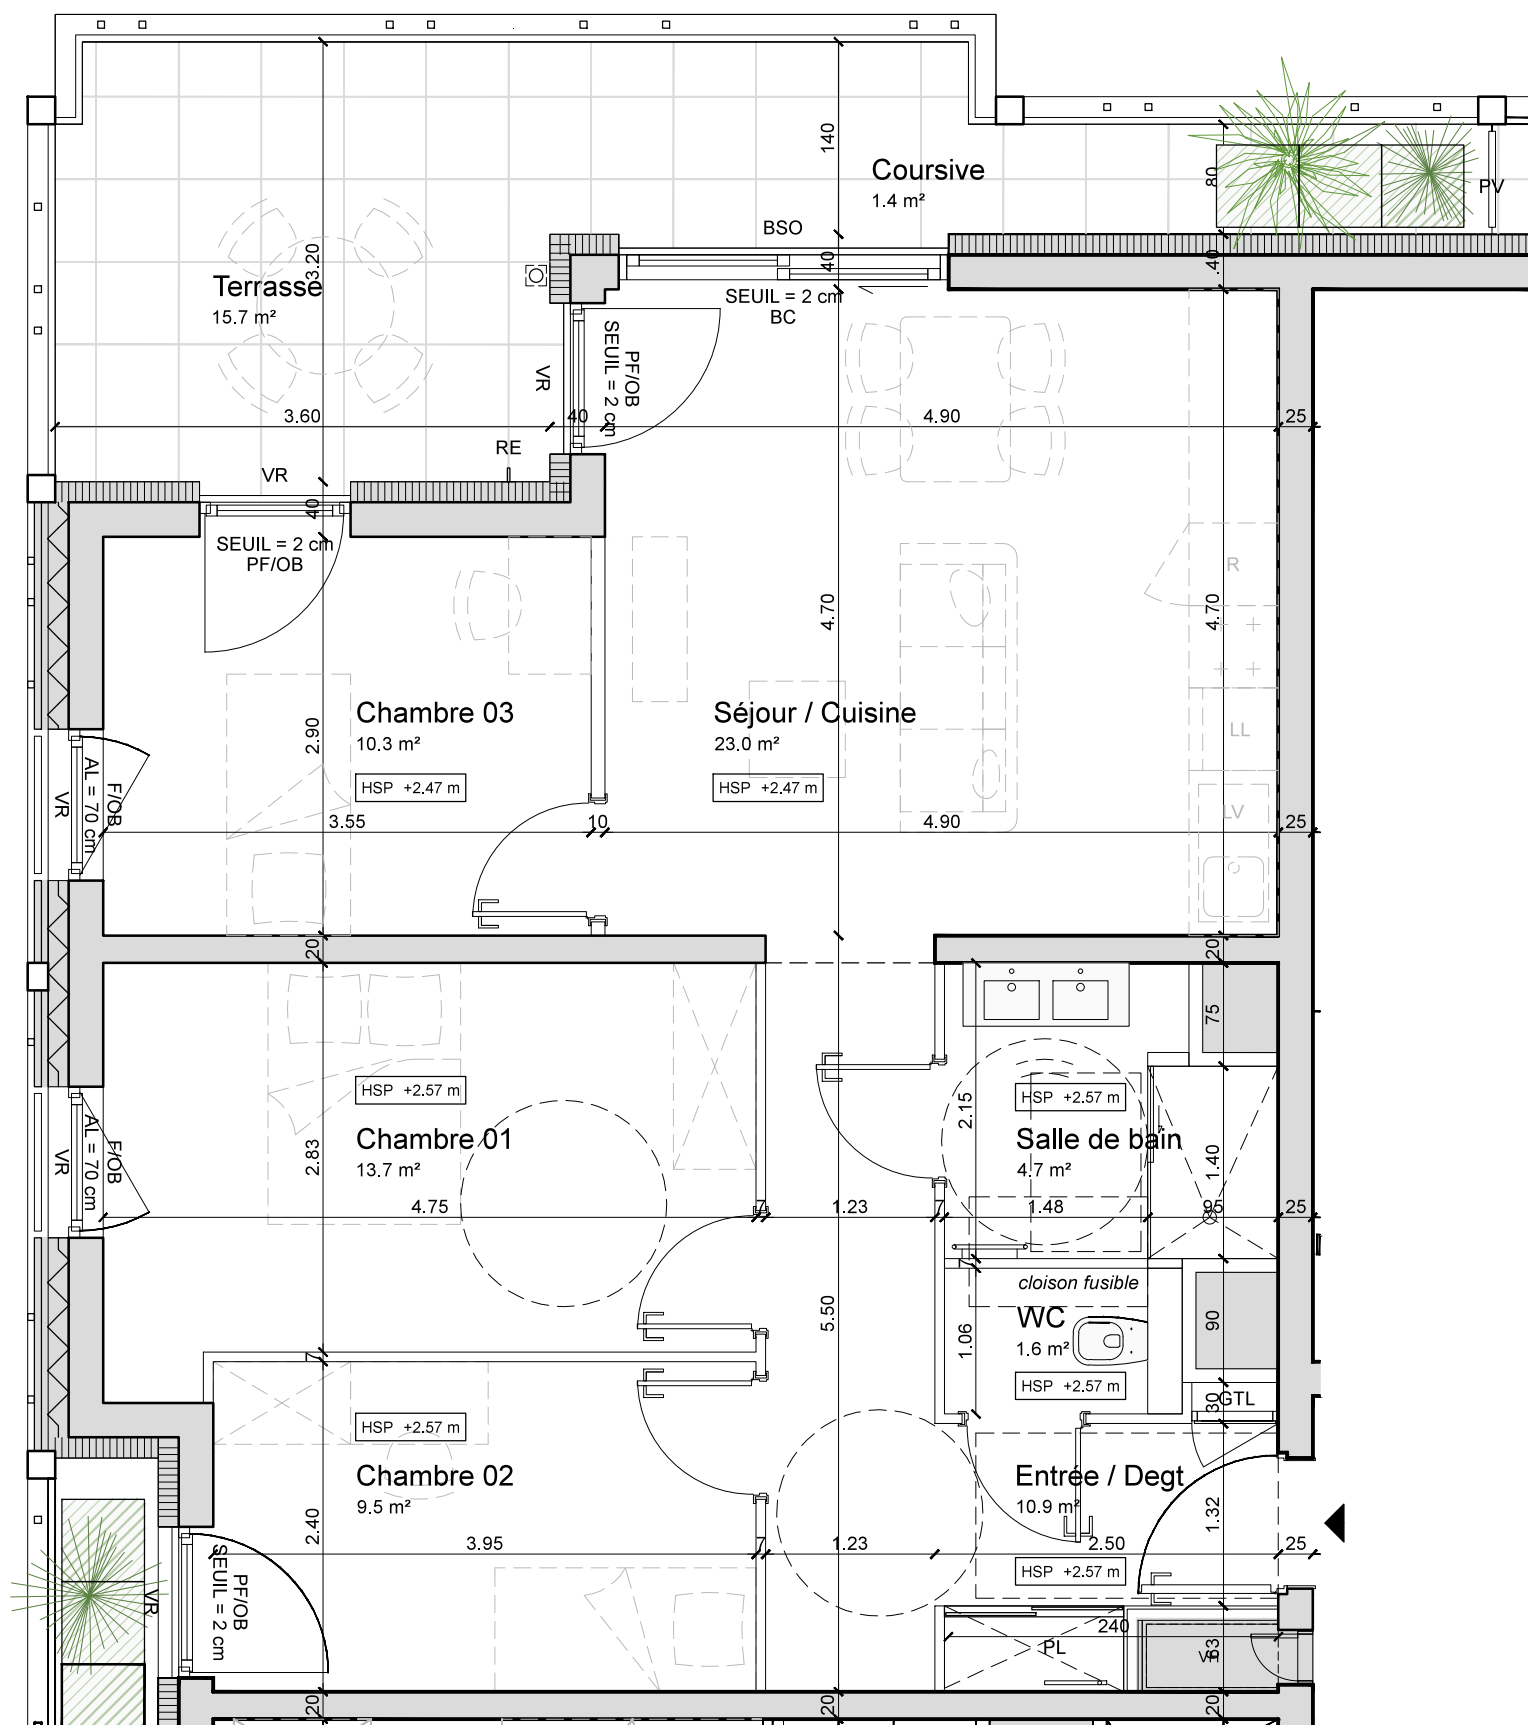 140
Coursive
1.4 m²
80
PV
BSO
40
40
3.20
Terrasse
15.7 m²
SEUIL = 2 cm
BC
PF/OB
SEUIL = 2 cm
VR
3.60
40
4.90
25
RE
VR
40
SEUIL = 2 cm
PF/OB
R
4.70
4.70
Chambre 03
10.3 m²
HSP +2.47 m
2.90
Séjour / Cuisine
23.0 m²
HSP +2.47 m
LL
LV
F/OB
AL = 70 cm
VR
3.55
10
4.90
25
20
20
75
HSP +2.57 m
Chambre 01
13.7 m²
2.83
HSP +2.57 m
2.15
Salle de bain
4.7 m²
1.40
F/OB
AL = 70 cm
VR
4.75
7
1.23
7
1.48
95
25
7
cloison fusible
WC
1.6 m²
1.06
HSP +2.57 m
90
5.50
7
30
GTL
HSP +2.57 m
Chambre 02
9.5 m²
2.40
Entrée / Degt
10.9 m²
1.32
3.95
7
1.23
2.50
25
HSP +2.57 m
PF/OB
SEUIL = 2 cm
VR
240
PL
63
20
20
20